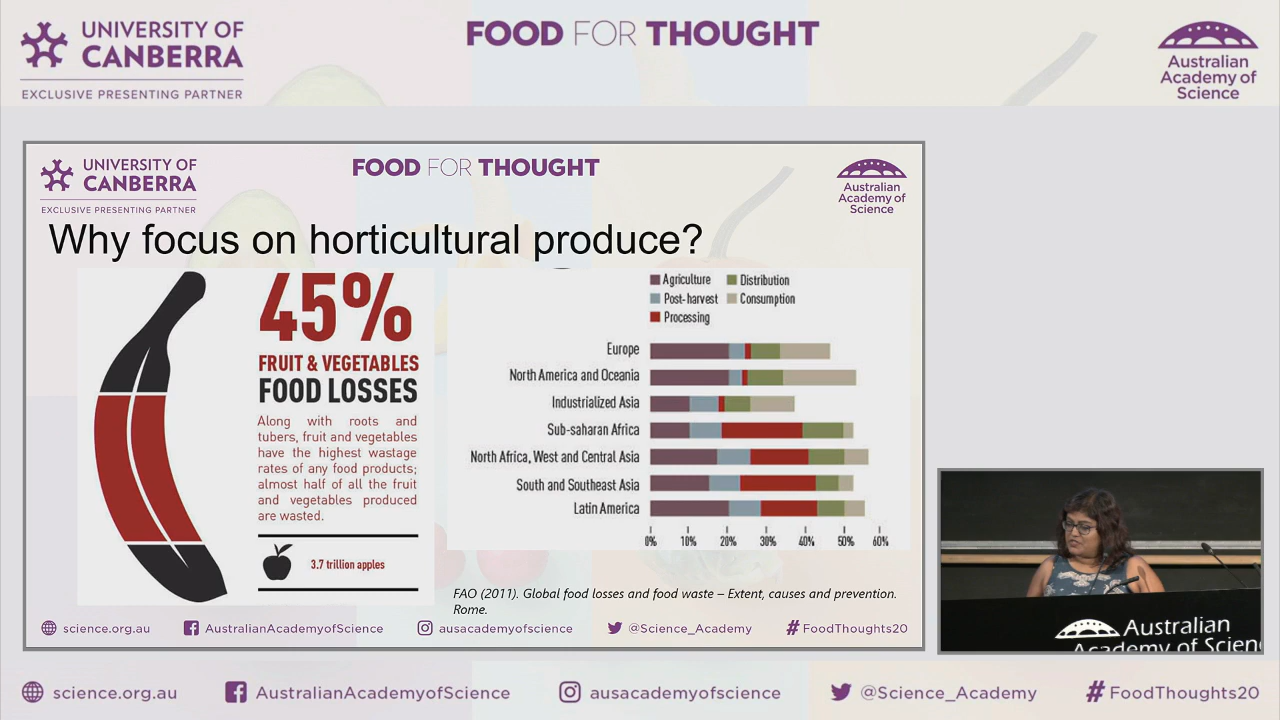 UNIVERSITY OF
CANBERRA
EXCLUSIVE PRESENTING PARTNER
FOOD FOR THOUGHT
Australian
Academy of
Science
UNIVERSITY OF
CANBERRA
EXCLUSIVE PRESENTING PARTNER
FOOD FOR THOUGHT
Australian
Academy of
Science
Why focus on horticultural produce?
45%
FRUIT & VEGETABLES
FOOD LOSSES
Along with roots and
tubers, fruit and vegetables
have the highest wastage
rates of any food products;
almost half of all the fruit
and vegetables produced
are wasted.
3.7 trillion apples
Agriculture
Distribution
Post-harvest
Consumption
Processing
Europe
North America and Oceania
Industrialized Asia
Sub-saharan Africa
North Africa, West and Central Asia
South and Southeast Asia
Latin America
0% 10% 20% 30% 40% 50% 60%
FAO (2011). Global food losses and food waste – Extent, causes and prevention.
Rome.
science.org.au AustralianAcademyofScience ausacademyofscience @Science_Academy #FoodThoughts20
Australian
Academy of Scien
science.org.au AustralianAcademyofScience ausacademyofscience @Science_Academy #FoodThoughts20